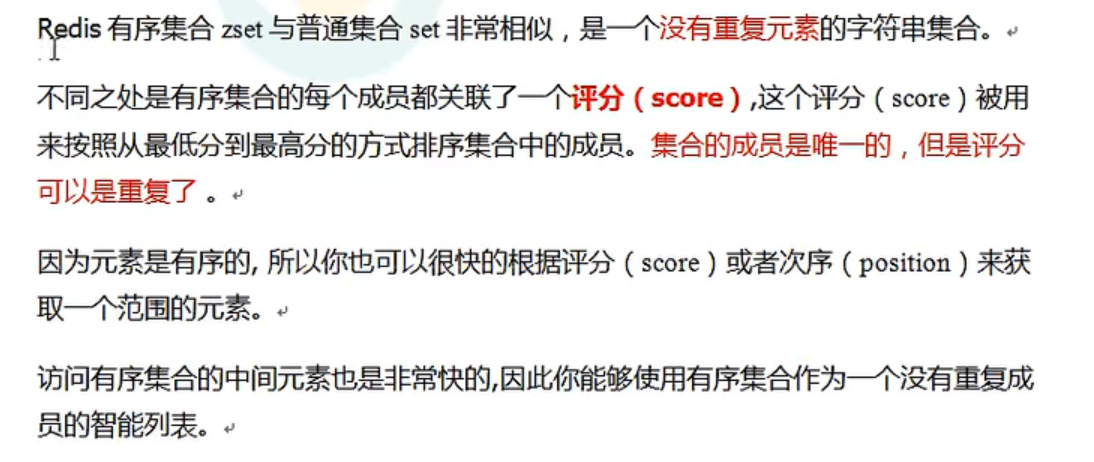 Redis 有序集合 zset 与普通集合 set 非常相似，是一个没有重复元素的字符串集合。
不同之处是有序集合的每个成员都关联了一个评分（score）,这个评分（score）被用
来按照从最低分到最高分的方式排序集合中的成员。集合的成员是唯一的，但是评分
可以是重复了 。
因为元素是有序的, 所以你也可以很快的根据评分（score）或者次序（position）来获
取一个范围的元素。
访问有序集合的中间元素也是非常快的,因此你能够使用有序集合作为一个没有重复成
员的智能列表。